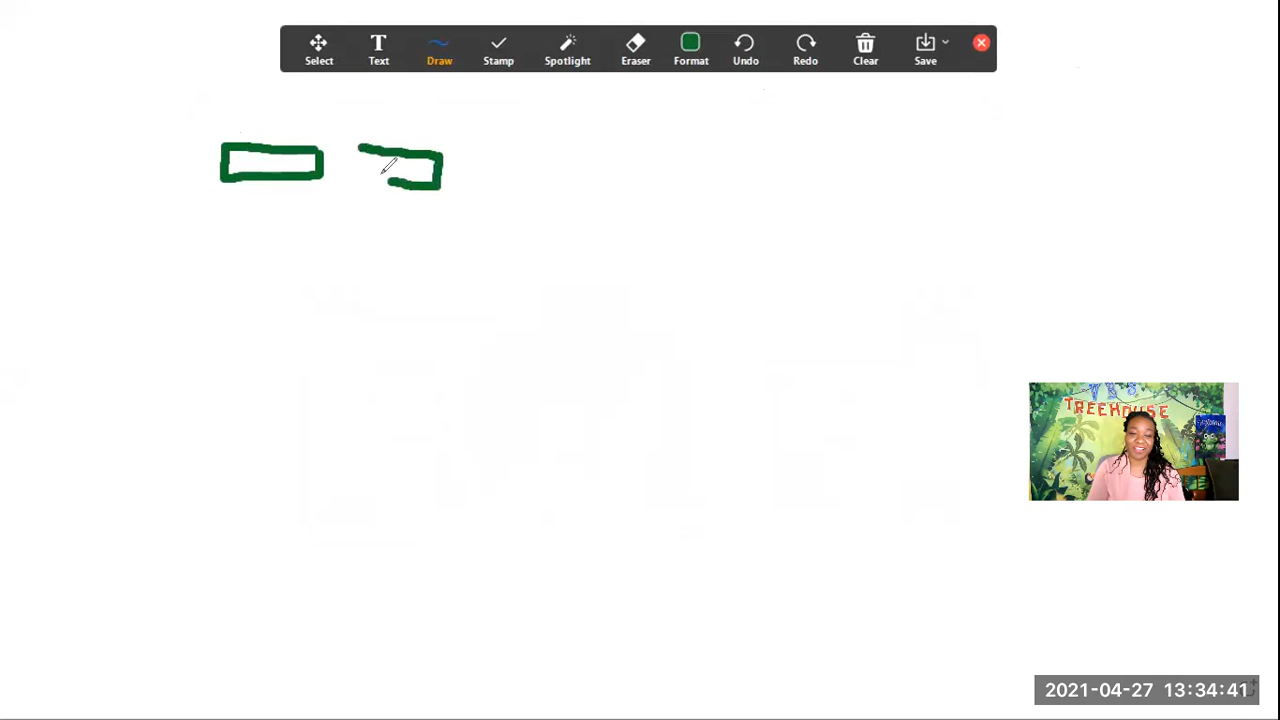 Select Text Draw Stamp Spotlight Eraser Format Undo Redo Clear Save
TREEHOUSE
2021-04-27 13:34:41